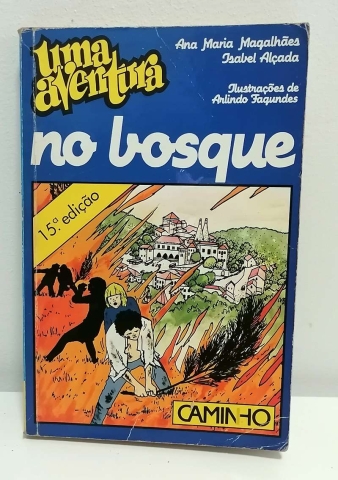 uma
aventura
Ana Maria Magalhães
Isabel Alçada
Ilustrações de
Arlindo Fagundes
no bosque
15.ª edição
CAMINHO